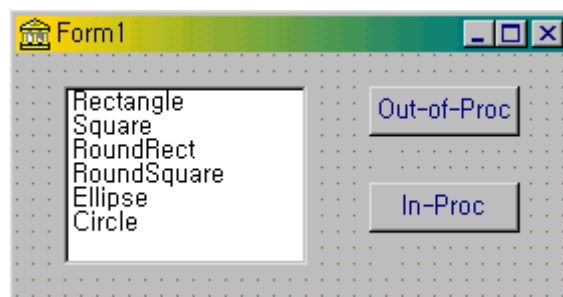 Form1
Rectangle
Square
RoundRect
RoundSquare
Ellipse
Circle
Out-of-Proc
In-Proc